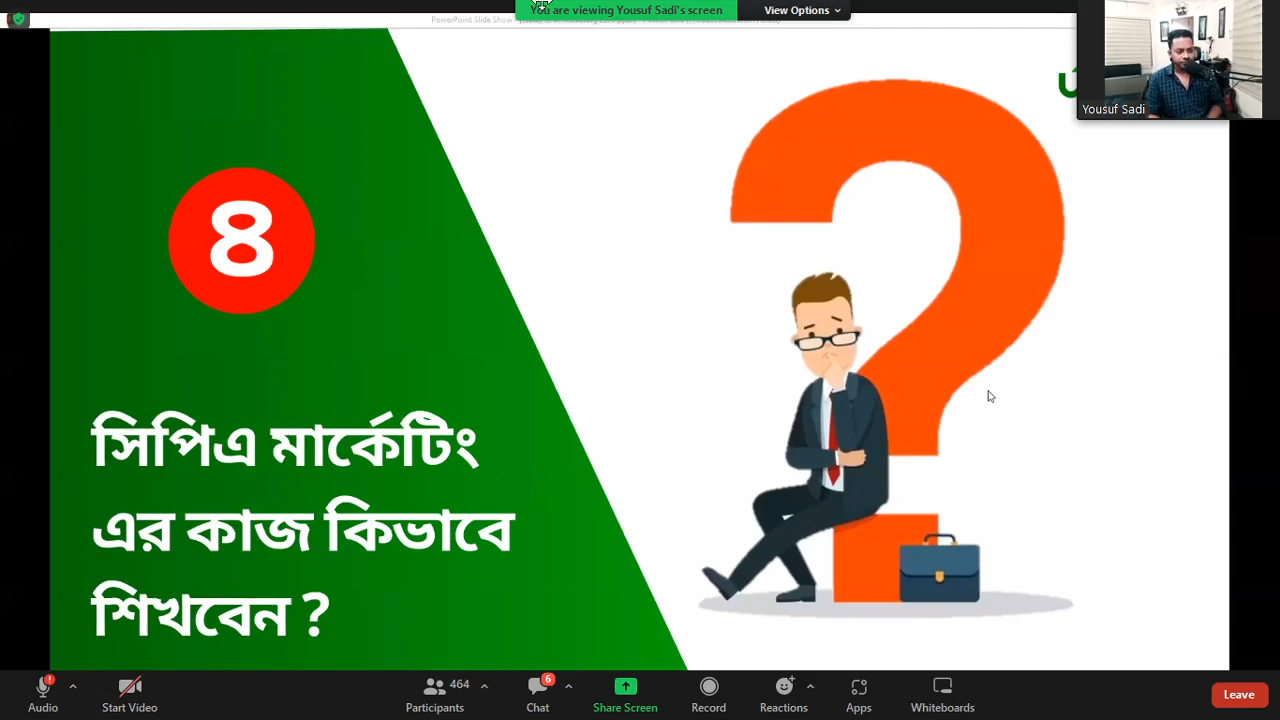 You are viewing Yousuf Sadi's screen
View Options
Yousuf Sadi
৪
সিপিএ মার্কেটিং
এর কাজ কিভাবে
শিখবেন ?
Audio
Start Video
464
Participants
6
Chat
Share Screen
Record
Reactions
Apps
Whiteboards
Leave